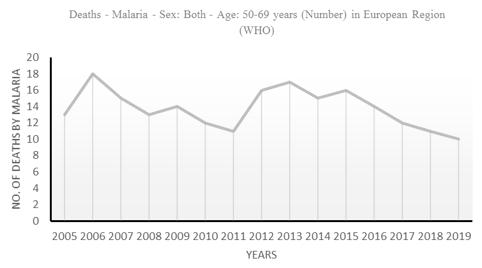 Deaths - Malaria - Sex: Both - Age: 50-69 years (Number) in European Region
(WHO)
20
18
16
14
12
10
8
6
4
2
0
NO. OF DEATHS BY MALARIA
2005 2006 2007 2008 2009 2010 2011 2012 2013 2014 2015 2016 2017 2018 2019
YEARS